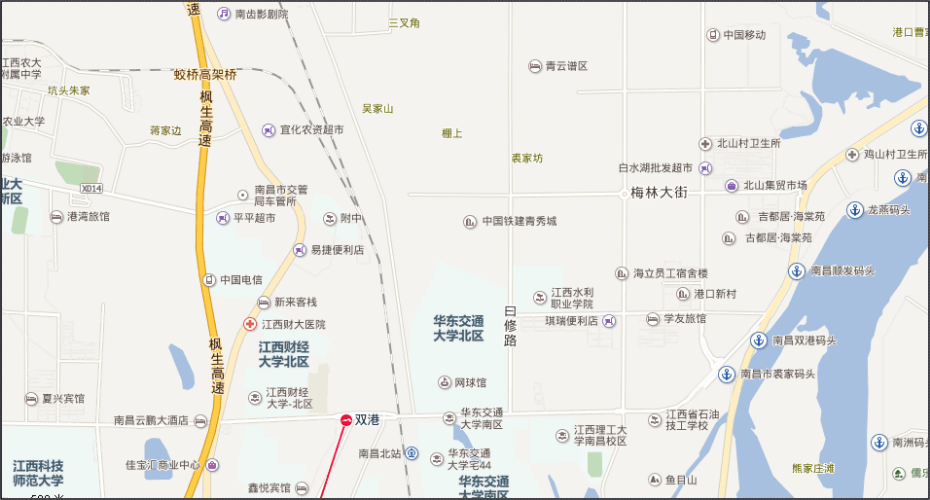 速
南齿影剧院
三叉角
中国移动
港口曹家
江西农大
附属中学
蛟桥高架桥
青云谱区
坑头朱家
枫生高速
吴家山
农业大学
蒋家边
宜化农资超市
棚上
北山村卫生所
游泳馆
裘家坊
鸡山村卫生所
白水湖批发超市
业大
新区
X014
南昌市交管
局车管所
北山集贸市场
梅林大街
港湾旅馆
平平超市
附中
中国铁建青秀城
吉都居·海棠苑
龙燕码头
古都居·海棠苑
易捷便利店
中国电信
海立员工宿舍楼
南昌顺发码头
江西水利
职业学院
港口新村
新来客栈
曰修路
华东交通
大学北区
琪瑞便利店
学友旅馆
江西财大医院
枫生高速
江西财经
大学北区
南昌双港码头
网球馆
南昌市裘家码头
夏兴宾馆
江西财经
大学-北区
南昌云鹏大酒店
双港
华东交通
大学南区
江西省石油
技工学校
江西理工大
学南昌校区
南洲码头
南昌北站
华东交通
大学宅44
佳宝汇商业中心
江西科技
师范大学
熊家庄滩
鑫悦宾馆
华东交通
大学南区
鱼目山
500 米